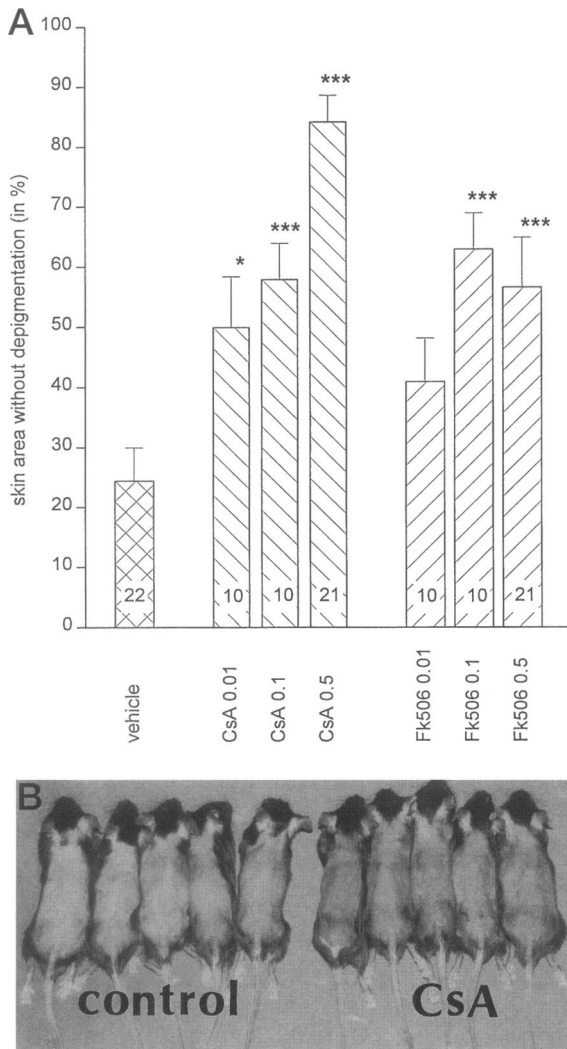 A
skin area without depigmentation (in %)
100
90
80
70
60
50
40
30
20
10
0
*
***
***
***
***
22
10
10
21
10
10
21
vehicle
CsA 0.01
CsA 0.1
CsA 0.5
Fk506 0.01
Fk506 0.1
Fk506 0.5
B
control
CsA